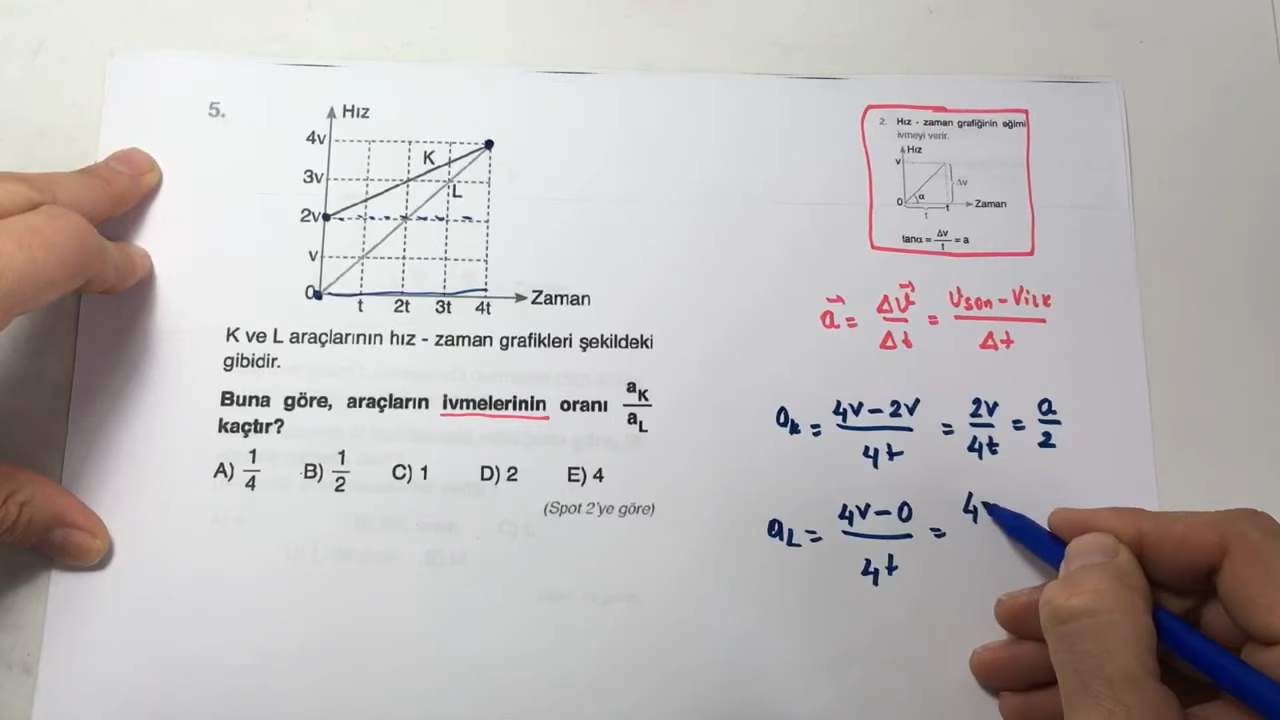 5.
Hız
4v
3v
2v
v
0
K
L
t 2t 3t 4t
Zaman
K ve L araçlarının hız - zaman grafikleri şekildeki
gibidir.
Buna göre, araçların ivmelerinin oranı aK/aL
kaçtır?
A) 1/4 B) 1/2 C) 1 D) 2 E) 4
(Spot 2'ye göre)
2. Hız - zaman grafiğinin eğimi
ivmeyi verir.
Hız
v
Δv
0 α
t
t
Zaman
tanα = Δv/t = a
a⃗ = Δv⃗/Δt = Vson - Vilk/Δt
aK = 4V - 2V/4t = 2V/4t = a/2
aL = 4V - 0/4t = 4v